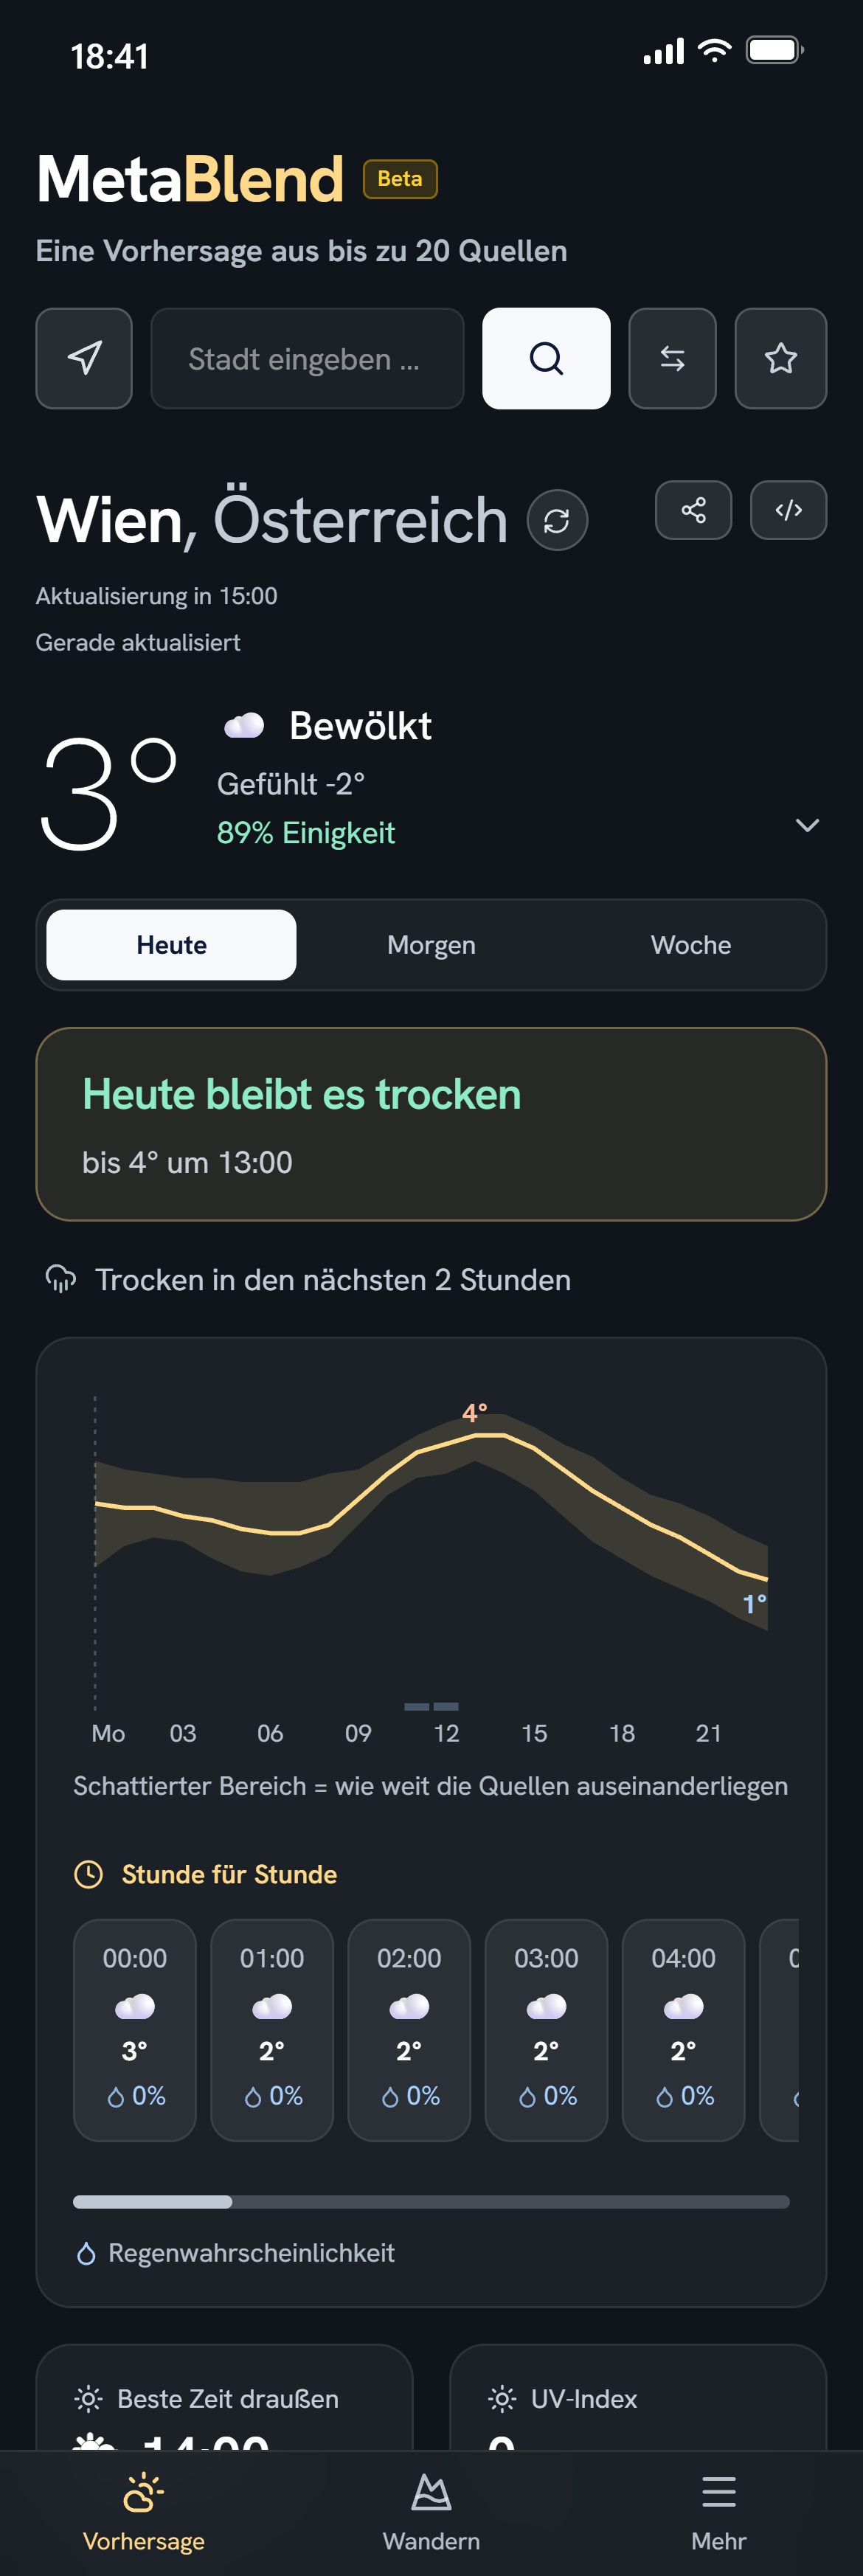 18:41
MetaBlend Beta
Eine Vorhersage aus bis zu 20 Quellen
Stadt eingeben ...
Wien, Österreich
Aktualisierung in 15:00
Gerade aktualisiert
3°
Bewölkt
Gefühlt -2°
89% Einigkeit
Heute Morgen Woche
Heute bleibt es trocken
bis 4° um 13:00
Trocken in den nächsten 2 Stunden
4°
1°
Mo 03 06 09 12 15 18 21
Schattierter Bereich = wie weit die Quellen auseinanderliegen
Stunde für Stunde
00:00 01:00 02:00 03:00 04:00
3° 2° 2° 2° 2°
0% 0% 0% 0% 0%
Regenwahrscheinlichkeit
Beste Zeit draußen UV-Index
14:00
Vorhersage Wandern Mehr